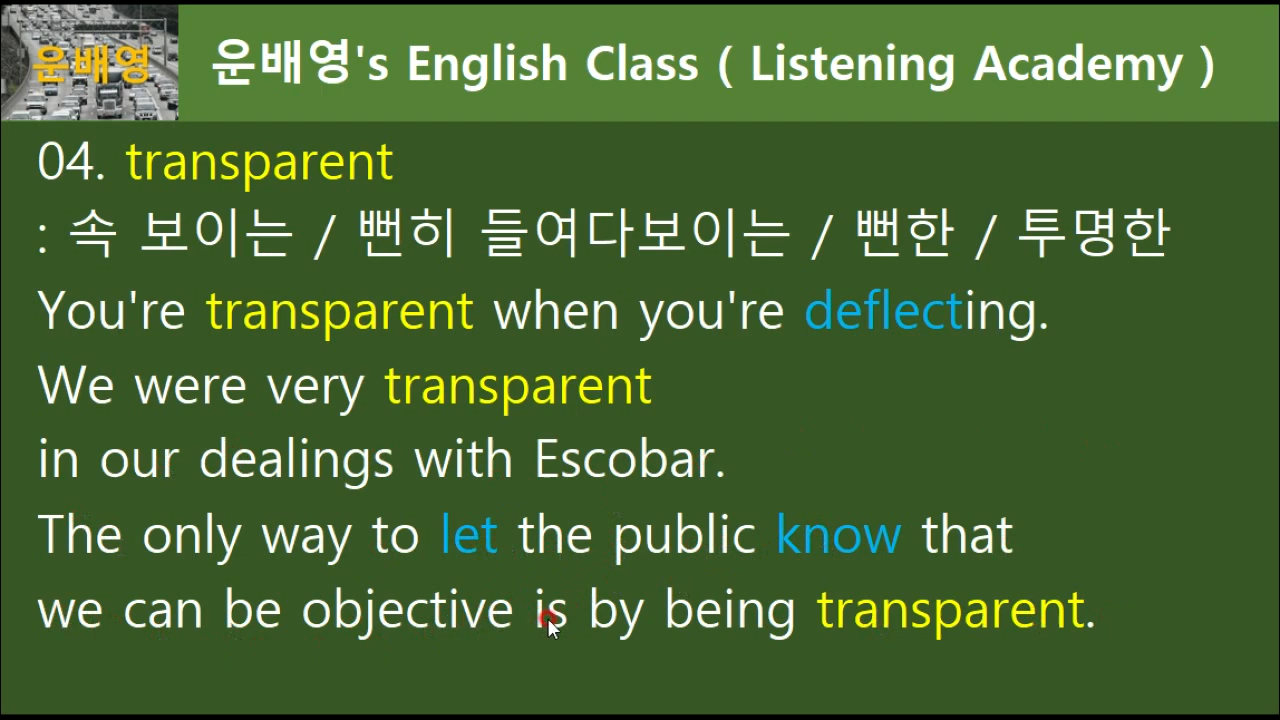 운배영
운배영's English Class ( Listening Academy )
04. transparent
: 속 보이는 / 뻔히 들여다보이는 / 뻔한 / 투명한
You're transparent when you're deflecting.
We were very transparent
in our dealings with Escobar.
The only way to let the public know that
we can be objective is by being transparent.